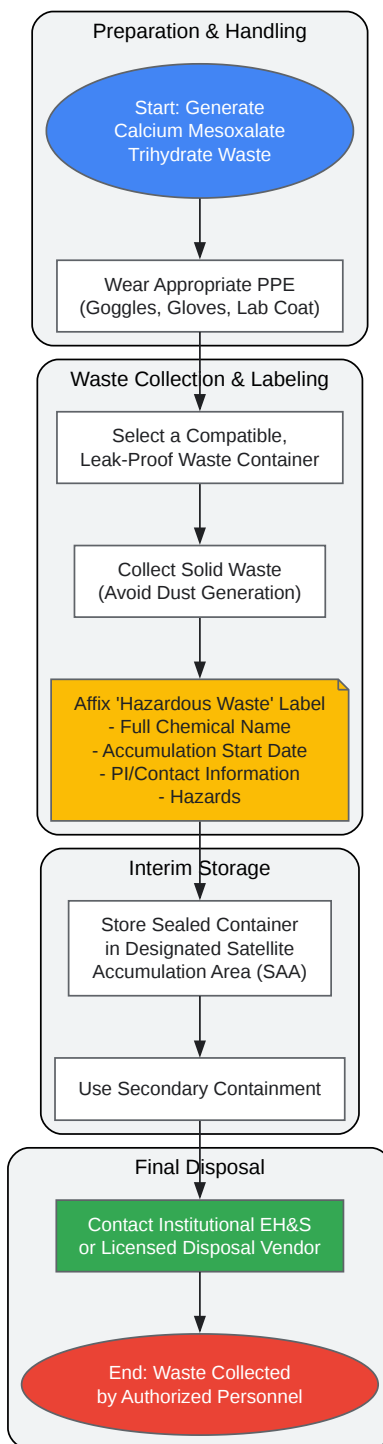 Preparation & Handling
Start: Generate
Calcium Mesoxalate
Trihydrate Waste
Wear Appropriate PPE
(Goggles, Gloves, Lab Coat)
Waste Collection & Labeling
Select a Compatible,
Leak-Proof Waste Container
Collect Solid Waste
(Avoid Dust Generation)
Affix 'Hazardous Waste' Label
- Full Chemical Name
- Accumulation Start Date
- PI/Contact Information
- Hazards
Interim Storage
Store Sealed Container
in Designated Satellite
Accumulation Area (SAA)
Use Secondary Containment
Final Disposal
Contact Institutional EH&S
or Licensed Disposal Vendor
End: Waste Collected
by Authorized Personnel